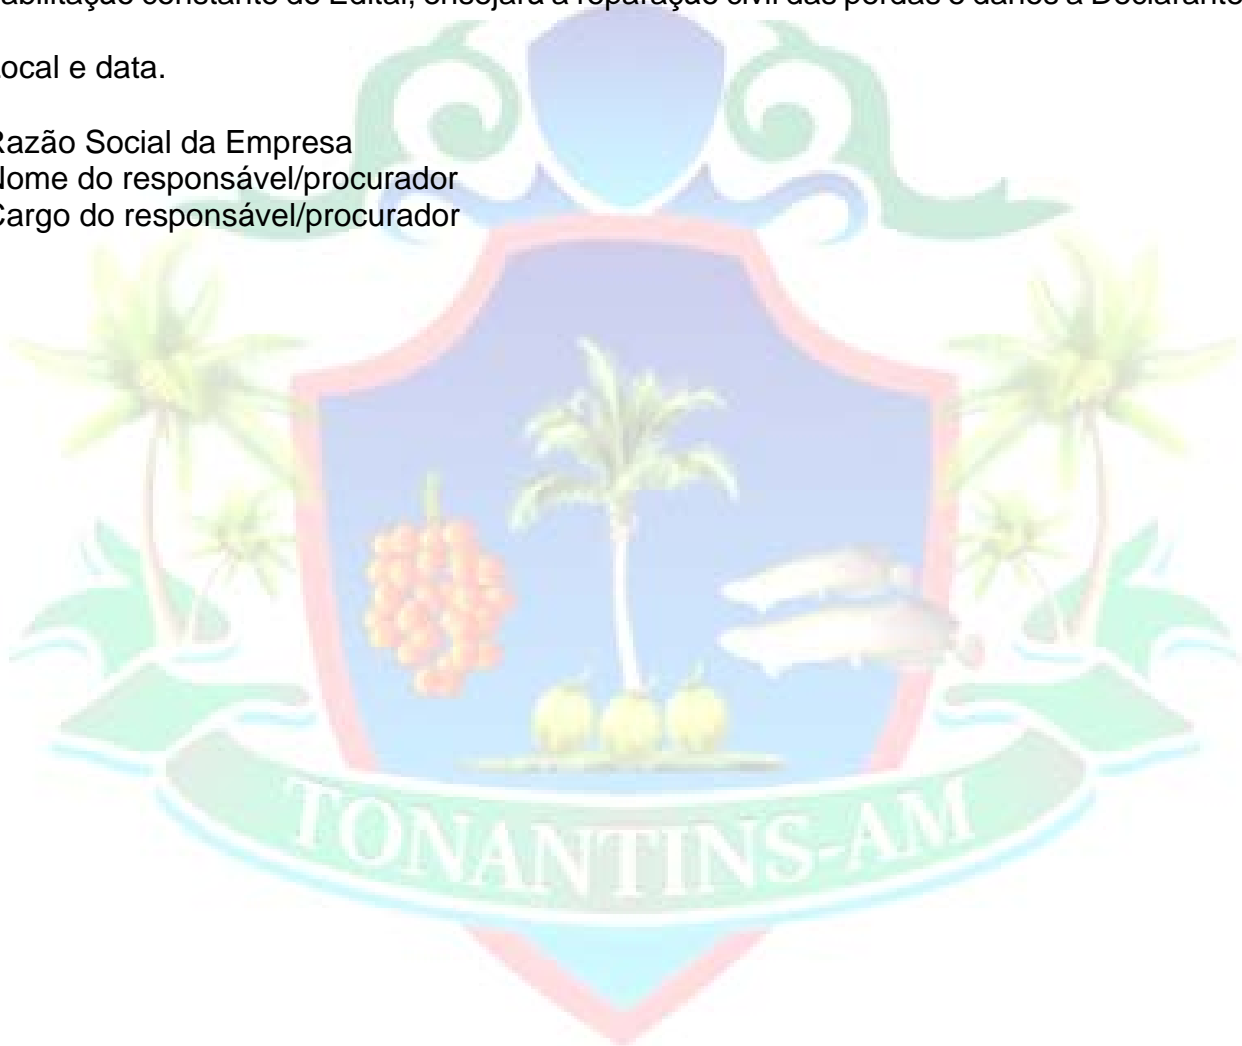 abilitação constante do Edital, ensejará a reparação civil das perdas e danos à Declarante
Local e data.
Razão Social da Empresa
Nome do responsável/procurador
Cargo do responsável/procurador
TONANTINS-AM